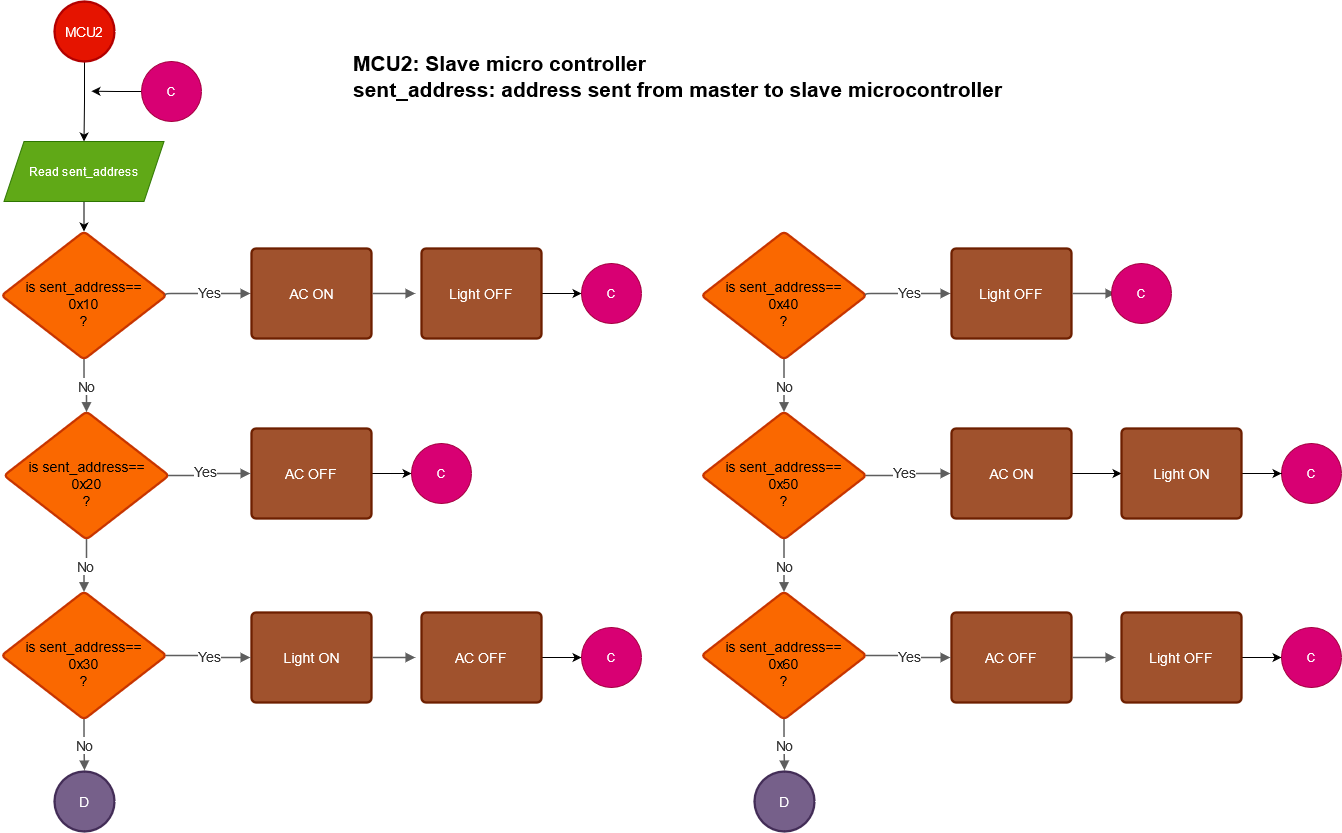 MCU2
MCU2: Slave micro controller
sent_address: address sent from master to slave microcontroller
C
Read sent_address
is sent_address==
0x10
?
Yes
AC ON
Light OFF
C
No
is sent_address==
0x20
?
Yes
AC OFF
C
No
is sent_address==
0x30
?
Yes
Light ON
AC OFF
C
No
D
is sent_address==
0x40
?
Yes
Light OFF
C
No
is sent_address==
0x50
?
Yes
AC ON
Light ON
C
No
is sent_address==
0x60
?
Yes
AC OFF
Light OFF
C
No
D